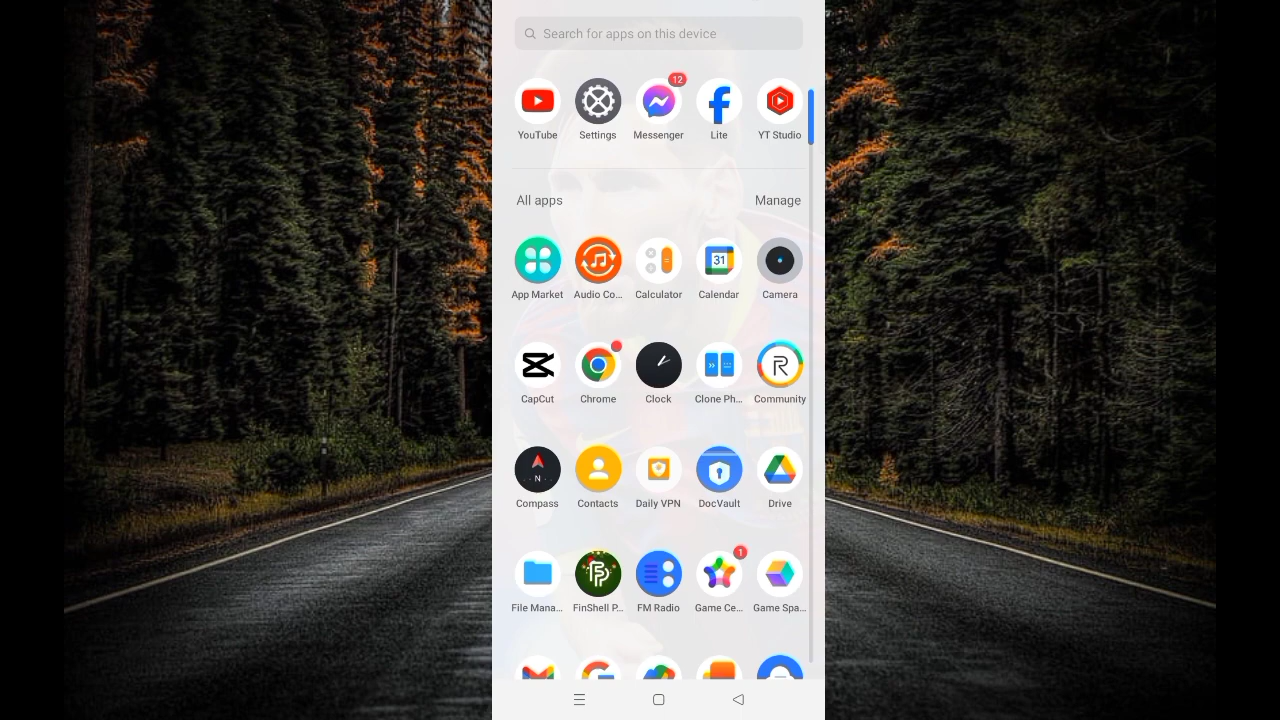 Search for apps on this device
12
YouTube Settings Messenger Lite YT Studio
All apps Manage
31
App Market Audio Co... Calculator Calendar Camera
CapCut Chrome Clock Clone Ph... Community
N
Compass Contacts Daily VPN DocVault Drive
1
File Mana... FinShell P... FM Radio Game Ce... Game Spa...